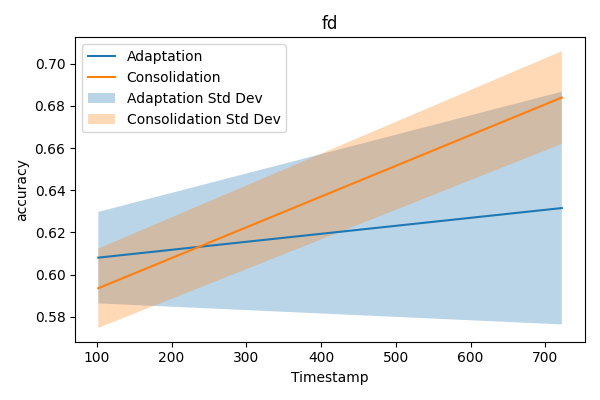 fd
Adaptation
Consolidation
Adaptation Std Dev
Consolidation Std Dev
accuracy
0.70
0.68
0.66
0.64
0.62
0.60
0.58
100 200 300 400 500 600 700
Timestamp